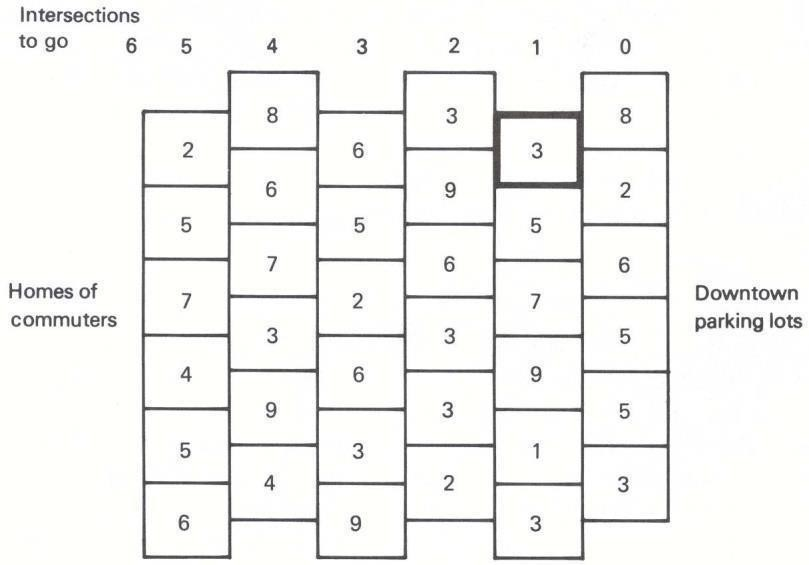 Intersections
to go 6 5 4 3 2 1 0
8 3 8
2 6 3
6 9 2
5 5 5
7 6 6
Homes of
commuters
7 2 7
Downtown
parking lots
3 3 5
4 6 9
9 3 5
5 3 1
4 2 3
6 9 3